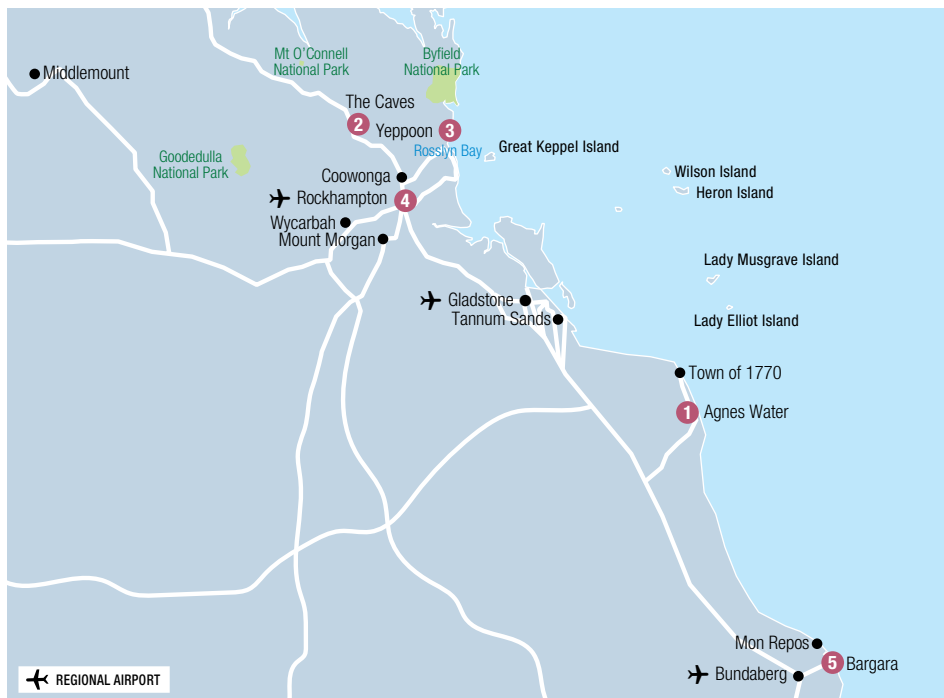 Mt O'Connell
National Park
Byfield
National Park
Middlemount
The Caves
2
Yeppoon
3
Rosslyn Bay
Great Keppel Island
Goodedulla
National Park
Wilson Island
Heron Island
Coowonga
Rockhampton
4
Wycarbah
Mount Morgan
Lady Musgrave Island
Gladstone
Tannum Sands
Lady Elliot Island
Town of 1770
1
Agnes Water
Mon Repos
5
Bargara
Bundaberg
REGIONAL AIRPORT